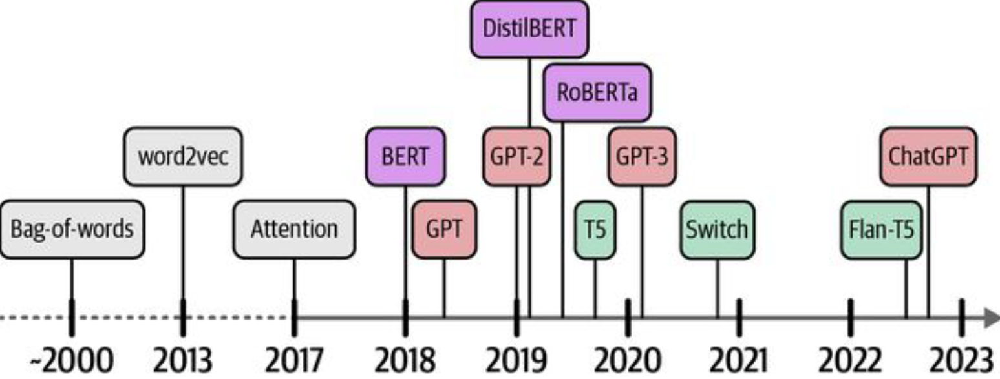 DistilBERT
RoBERTa
word2vec
BERT
GPT-2
GPT-3
ChatGPT
Bag-of-words
Attention
GPT
T5
Switch
Flan-T5
~2000
2013
2017
2018
2019
2020
2021
2022
2023